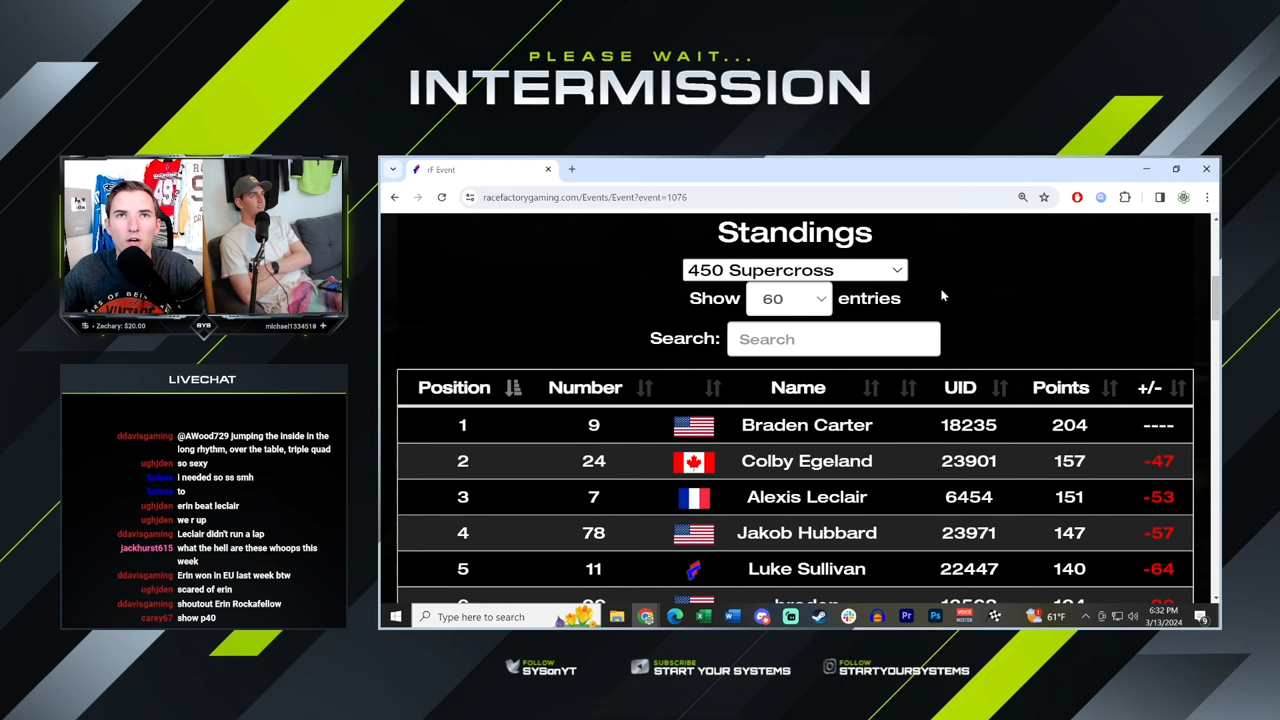 PLEASE WAIT...
INTERMISSION
Zechary: $20.00
SYS
michael1334519
LIVECHAT
ddavisgaming @AWood729 jumping the inside in the
long rhythm, over the table, triple quad
ughjden so sexy
I needed so ss smh
to
ughjden erin beat leclair
ughjden we r up
ddavisgaming Leclair didn't run a lap
jackhurst615 what the hell are these whoops this
week
ddavisgaming Erin won in EU last week btw
ughjden scared of erin
ddavisgaming shoutout Erin Rockafellow
carey67 show p40
rF Event
racefactorygaming.com/Events/Event?event=1076
Standings
450 Supercross
Show 60 entries
Search: Search
Position Number Name UID Points +/-
1 9 Braden Carter 18235 204 ----
2 24 Colby Egeland 23901 157 -47
3 7 Alexis Leclair 6454 151 -53
4 78 Jakob Hubbard 23971 147 -57
5 11 Luke Sullivan 22447 140 -64
Type here to search
61°F
6:32 PM
3/13/2024
FOLLOW
SYSonYT
SUBSCRIBE
START YOUR SYSTEMS
FOLLOW
STARTYOURSYSTEMS